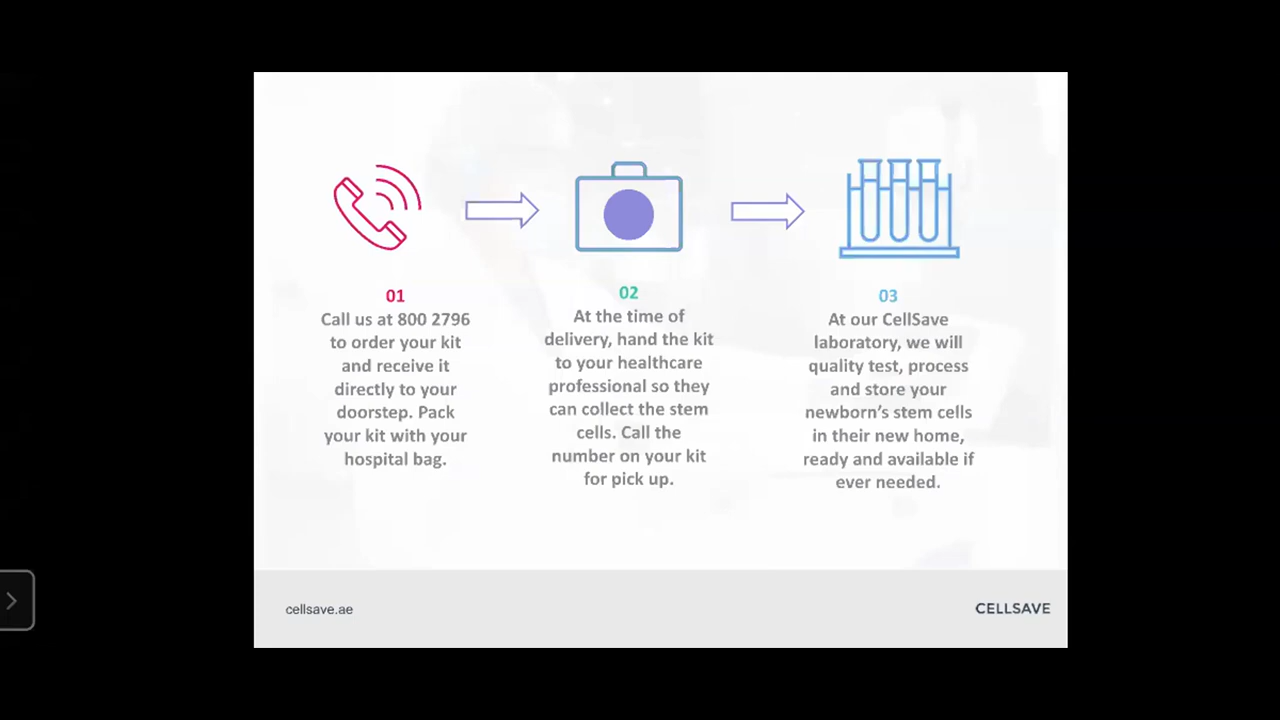 01
Call us at 800 2796
to order your kit
and receive it
directly to your
doorstep. Pack
your kit with your
hospital bag.
02
At the time of
delivery, hand the kit
to your healthcare
professional so they
can collect the stem
cells. Call the
number on your kit
for pick up.
03
At our CellSave
laboratory, we will
quality test, process
and store your
newborn’s stem cells
in their new home,
ready and available if
ever needed.
cellsave.ae
CELLSAVE